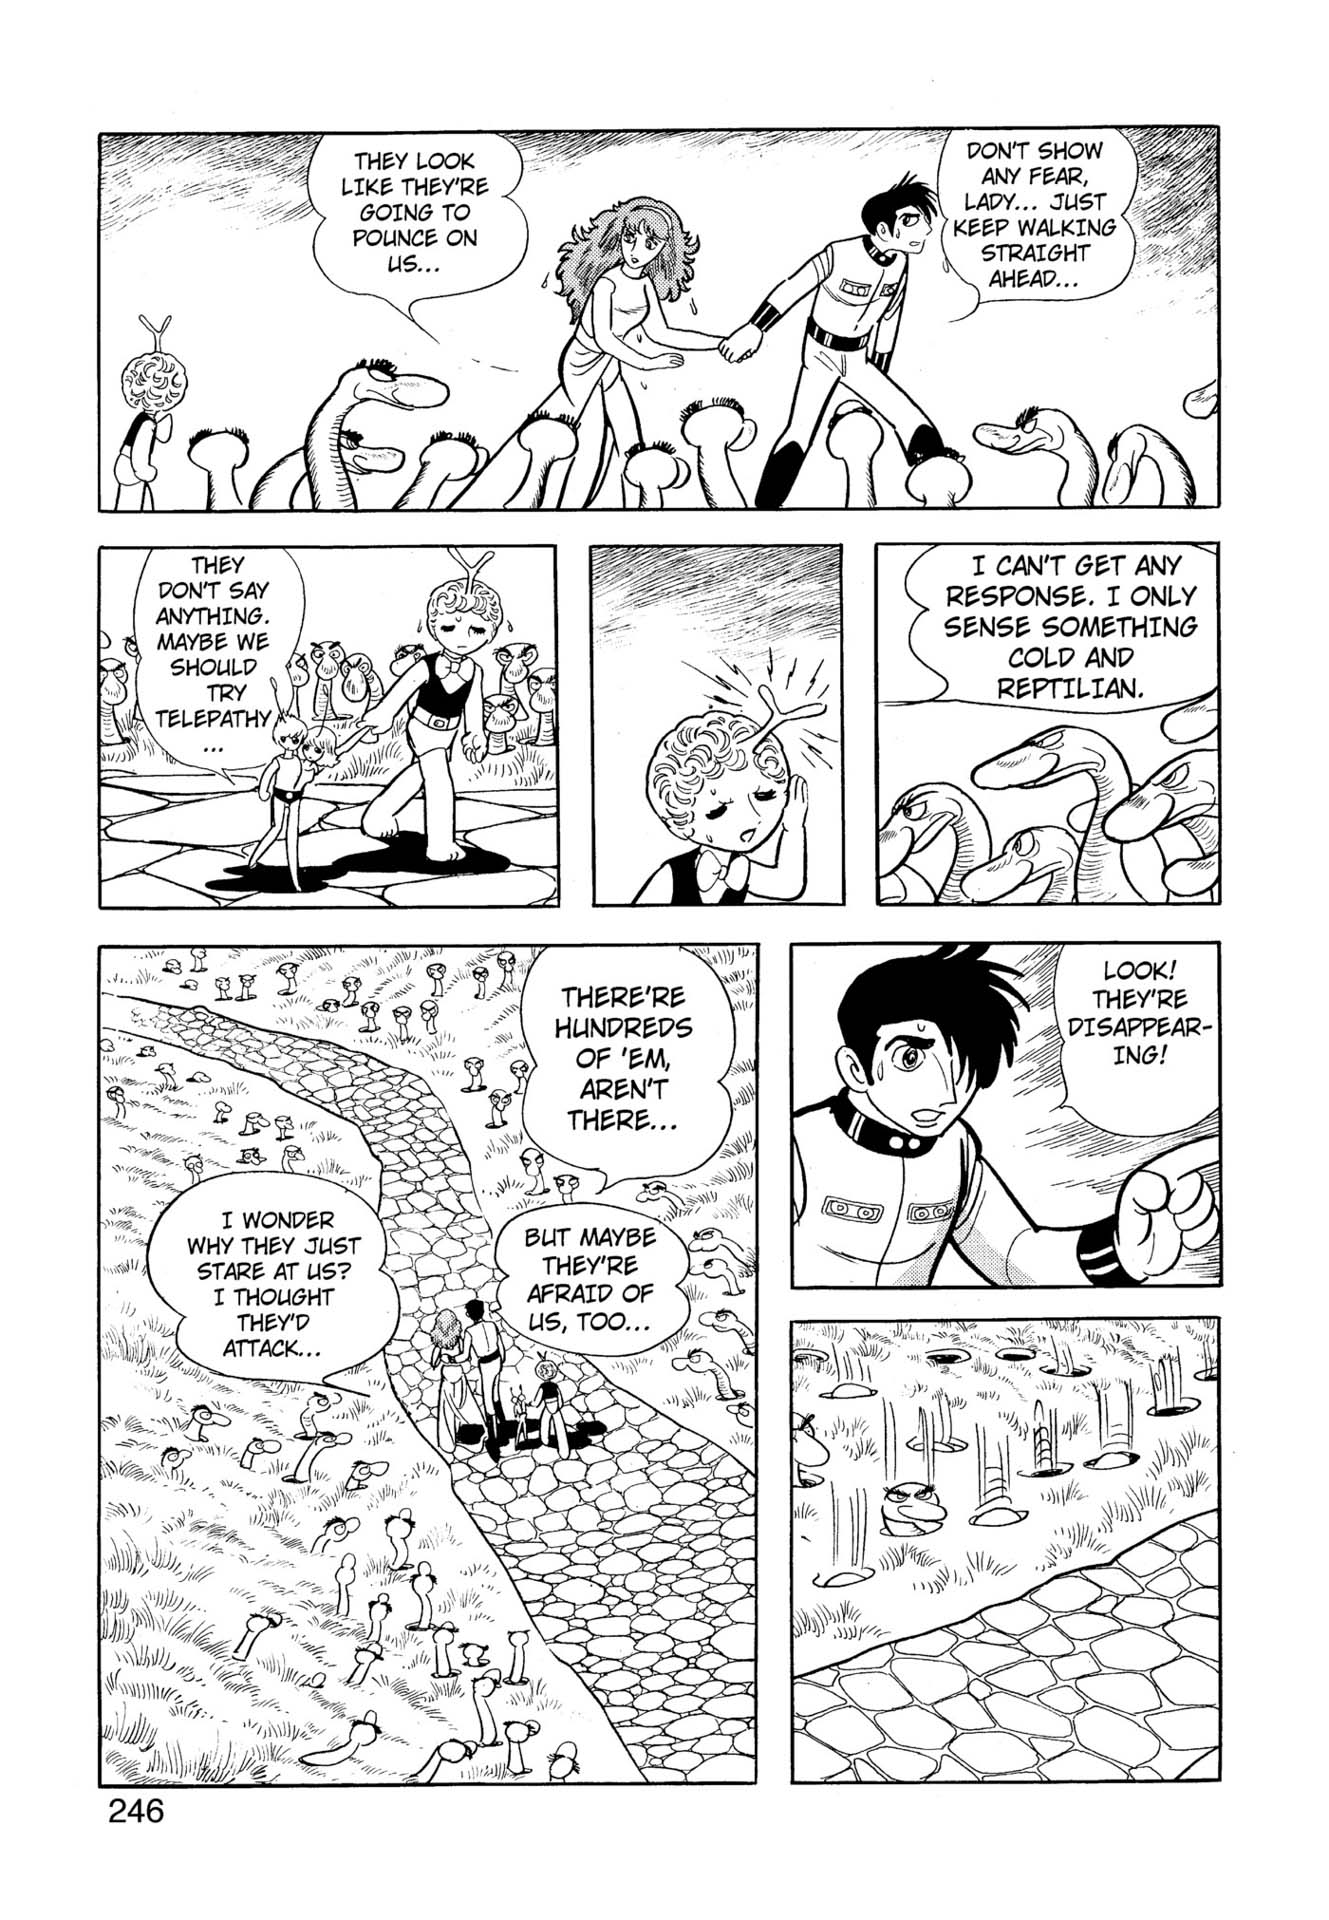 THEY LOOK
LIKE THEY'RE
GOING TO
POUNCE ON
US...
DON'T SHOW
ANY FEAR,
LADY... JUST
KEEP WALKING
STRAIGHT
AHEAD...
THEY
DON'T SAY
ANYTHING.
MAYBE WE
SHOULD
TRY
TELEPATHY
...
I CAN'T GET ANY
RESPONSE. I ONLY
SENSE SOMETHING
COLD AND
REPTILIAN.
THERE'RE
HUNDREDS
OF 'EM,
AREN'T
THERE...
I WONDER
WHY THEY JUST
STARE AT US?
I THOUGHT
THEY'D
ATTACK...
BUT MAYBE
THEY'RE
AFRAID OF
US, TOO...
LOOK!
THEY'RE
DISAPPEAR-
ING!
246